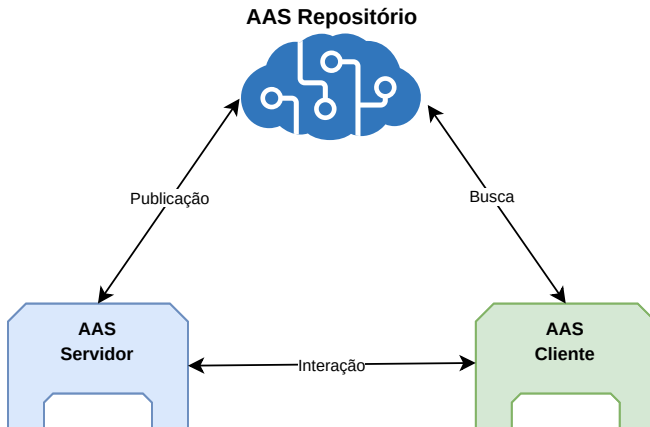 AAS Repositório
Publicação
Busca
AAS
Servidor
Interação
AAS
Cliente